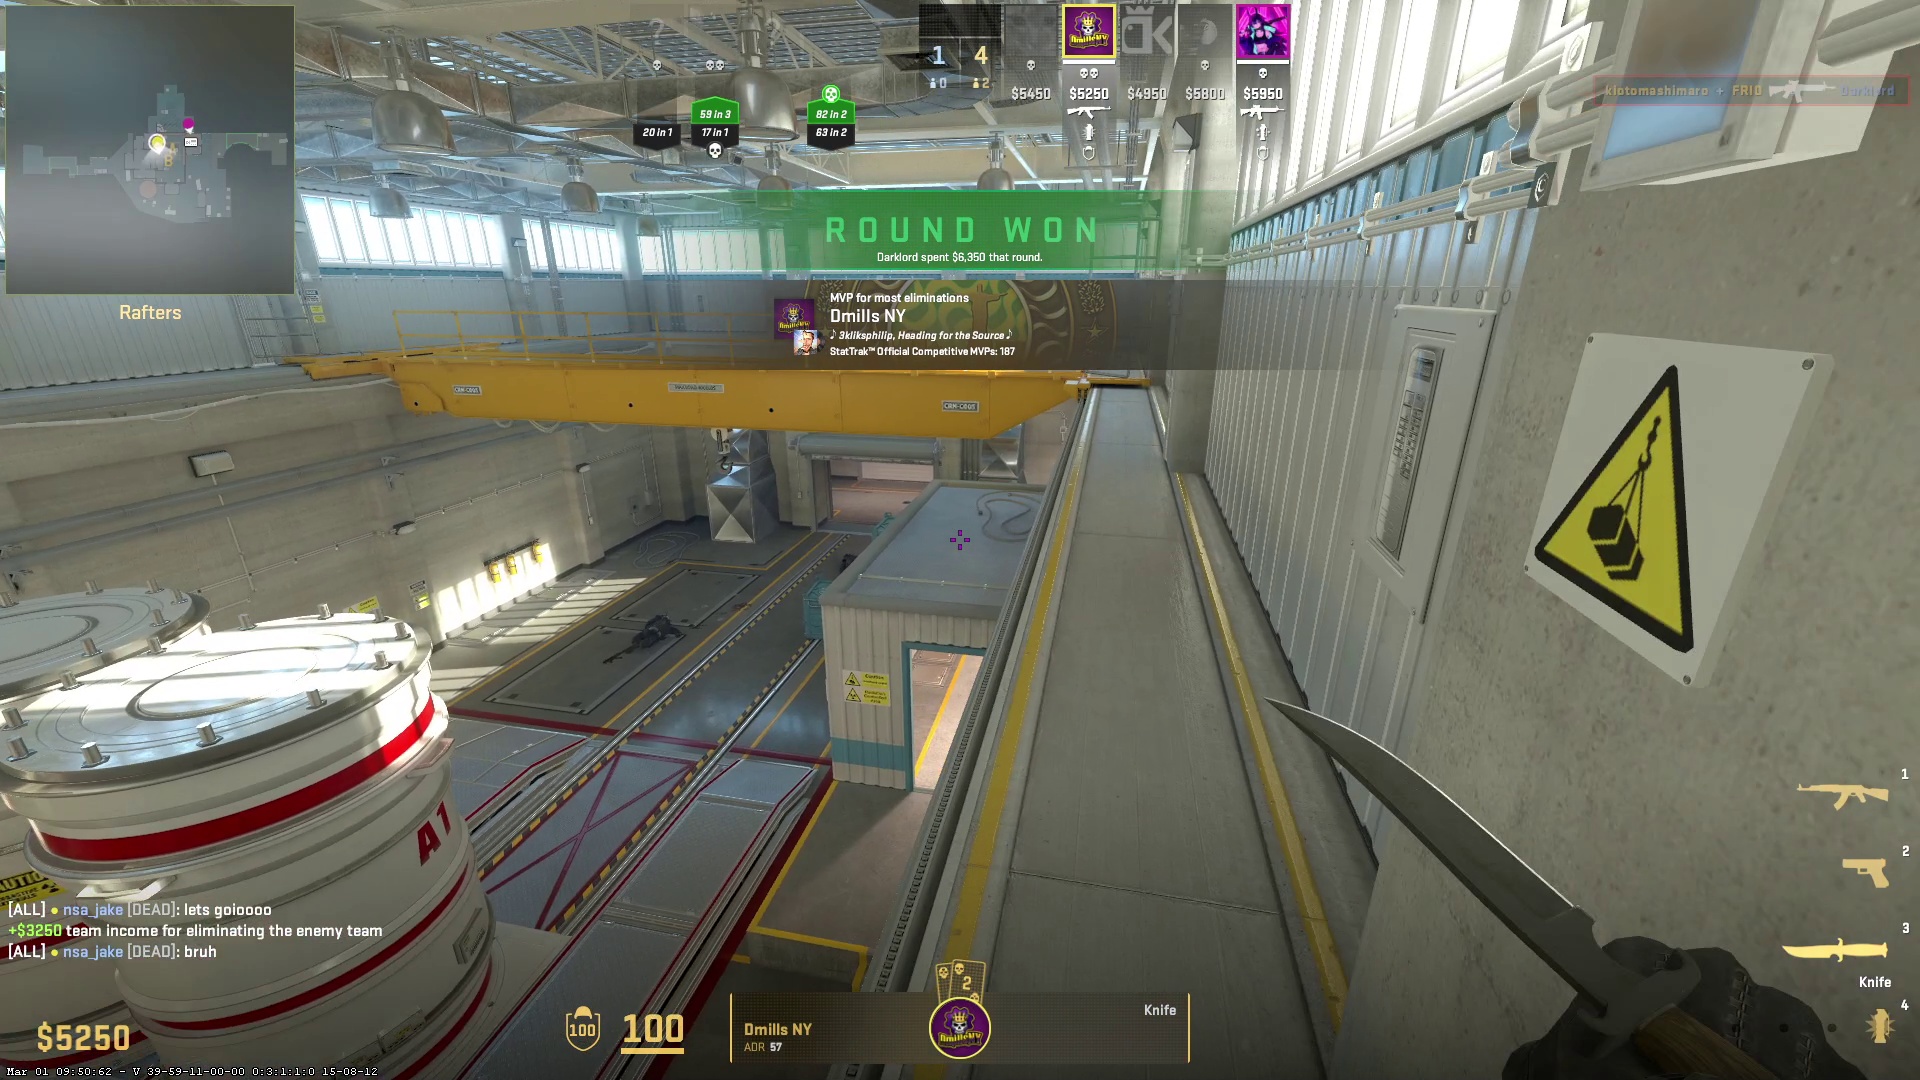 1 4
0 2
$5450 $5250 $4950 $5800 $5950
kiotomashimaro + FRIO Darklord
59 in 3 82 in 2
20 in 1 17 in 1 63 in 2
ROUND WON
Darklord spent $6,350 that round.
MVP for most eliminations
Dmills NY
♪ 3kliksphilip, Heading for the Source ♪
StatTrak™ Official Competitive MVPs: 187
Rafters
A1
[ALL] ● nsa_jake [DEAD]: lets goioooo
+$3250 team income for eliminating the enemy team
[ALL] ● nsa_jake [DEAD]: bruh
1
2
3
Knife
4
2
$5250
100
100
Dmills NY
ADR 57
Knife
Mar 01 09:50:62 - V 39-59-11-00-00 0:3:1:1:0 15-08-12